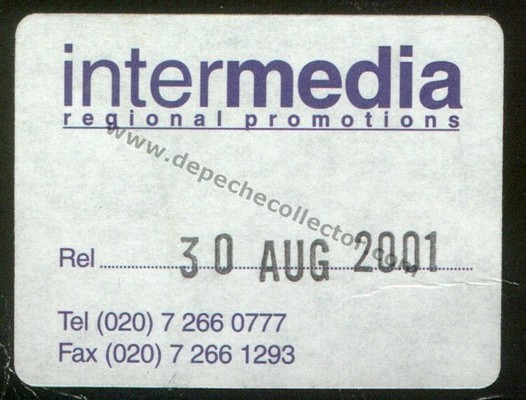 intermedia
regional promotions
www.depechecollector.com
Rel 30 AUG 2001
Tel (020) 7 266 0777
Fax (020) 7 266 1293